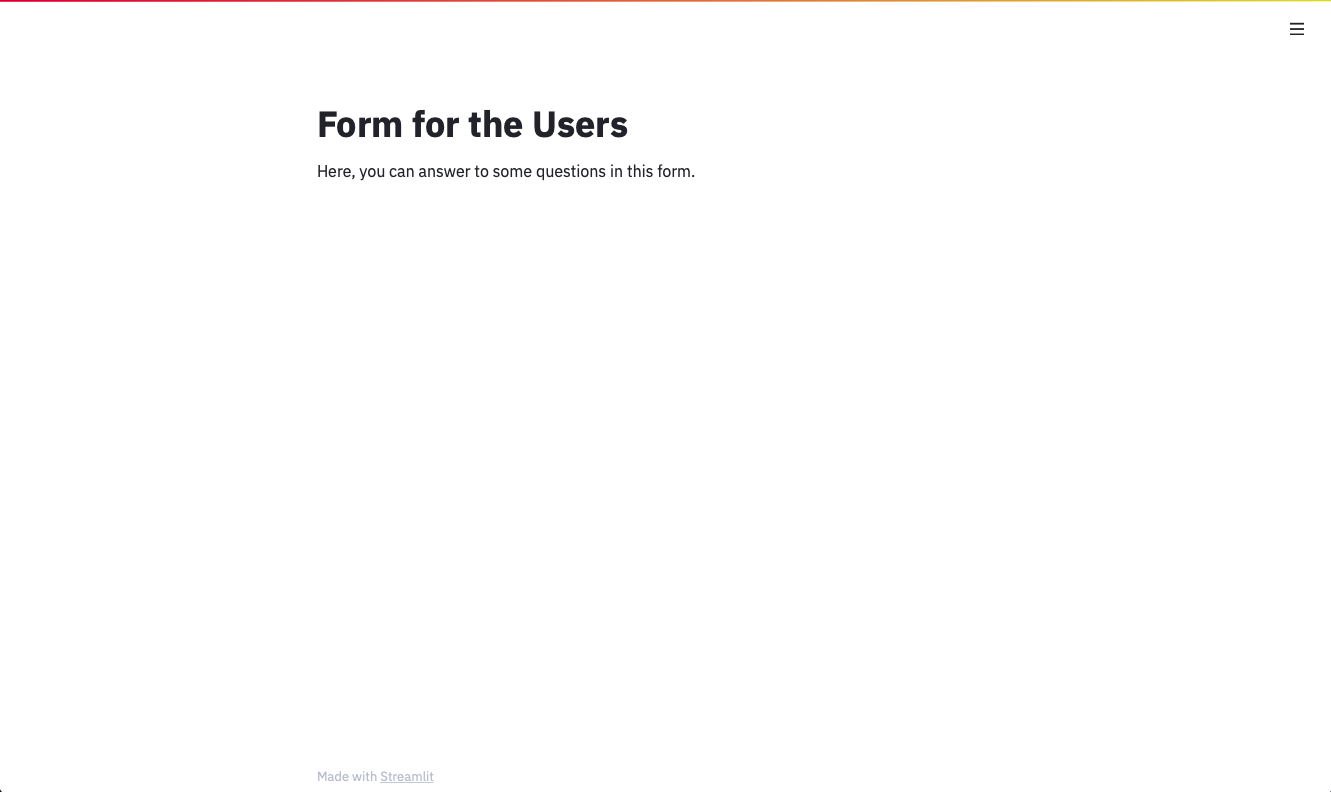 Form for the Users
Here, you can answer to some questions in this form.
Made with Streamlit